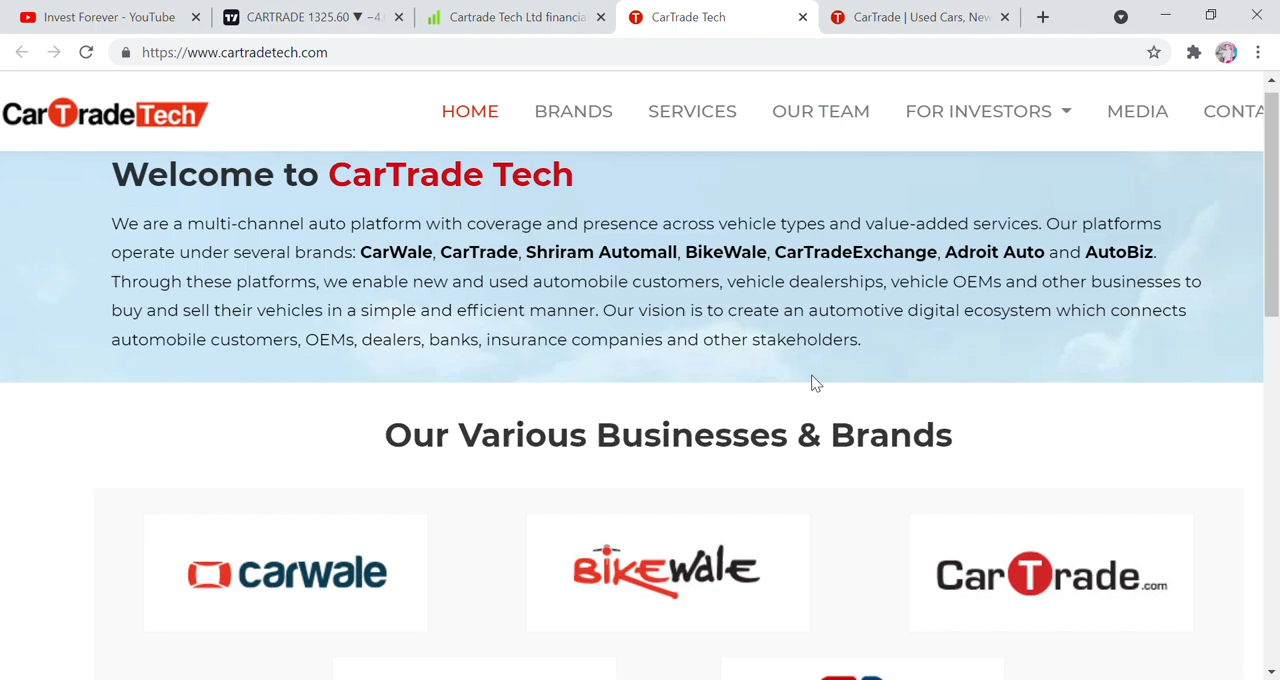 Invest Forever - YouTube
CARTRADE 1325.60 ▼ −4.
Cartrade Tech Ltd financia
CarTrade Tech
CarTrade | Used Cars, New
https://www.cartradetech.com
CarTradeTech
HOME
BRANDS
SERVICES
OUR TEAM
FOR INVESTORS
MEDIA
CONTA
Welcome to CarTrade Tech
We are a multi-channel auto platform with coverage and presence across vehicle types and value-added services. Our platforms
operate under several brands: CarWale, CarTrade, Shriram Automall, BikeWale, CarTradeExchange, Adroit Auto and AutoBiz.
Through these platforms, we enable new and used automobile customers, vehicle dealerships, vehicle OEMs and other businesses to
buy and sell their vehicles in a simple and efficient manner. Our vision is to create an automotive digital ecosystem which connects
automobile customers, OEMs, dealers, banks, insurance companies and other stakeholders.
Our Various Businesses & Brands
carwale
BikeWale
CarTrade.com